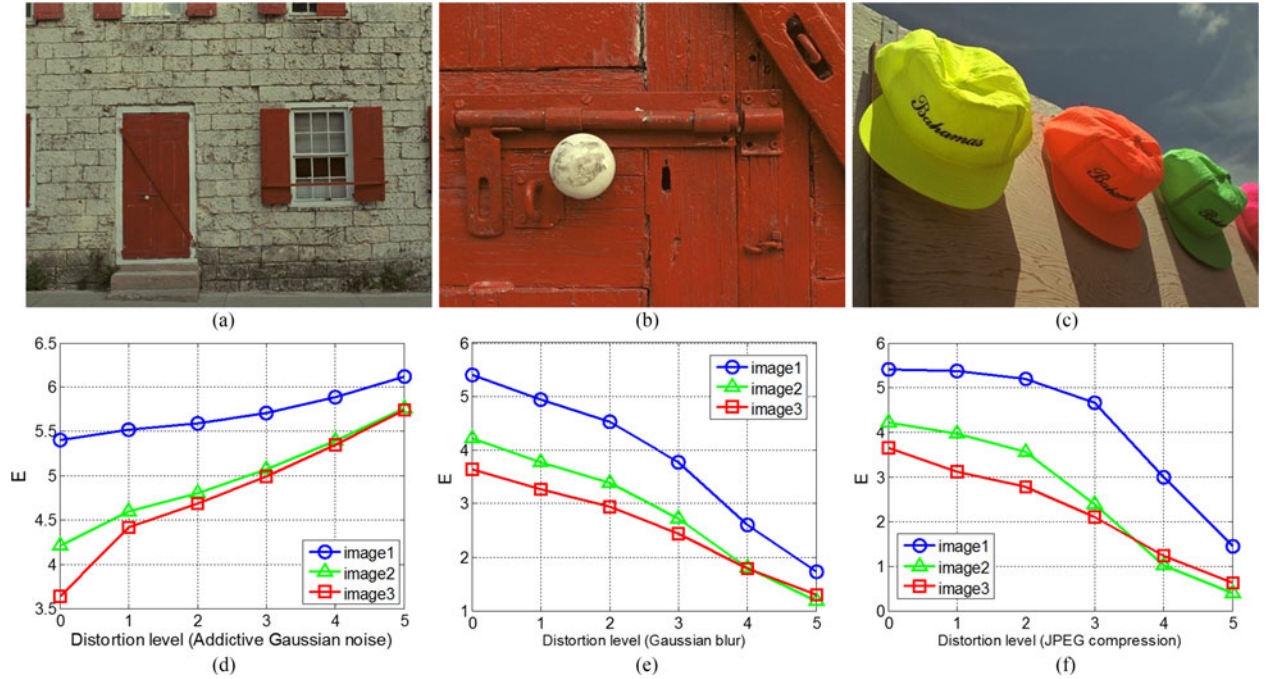 Bahamas
Bahamas
(a)
(b)
(c)
6.5
6
5.5
5
4.5
4
3.5
E
0 1 2 3 4 5
image1
image2
image3
Distortion level (Addictive Gaussian noise)
(d)
6
5
4
3
2
1
E
0 1 2 3 4 5
image1
image2
image3
Distortion level (Gaussian blur)
(e)
6
5
4
3
2
1
0
E
0 1 2 3 4 5
image1
image2
image3
Distortion level (JPEG compression)
(f)